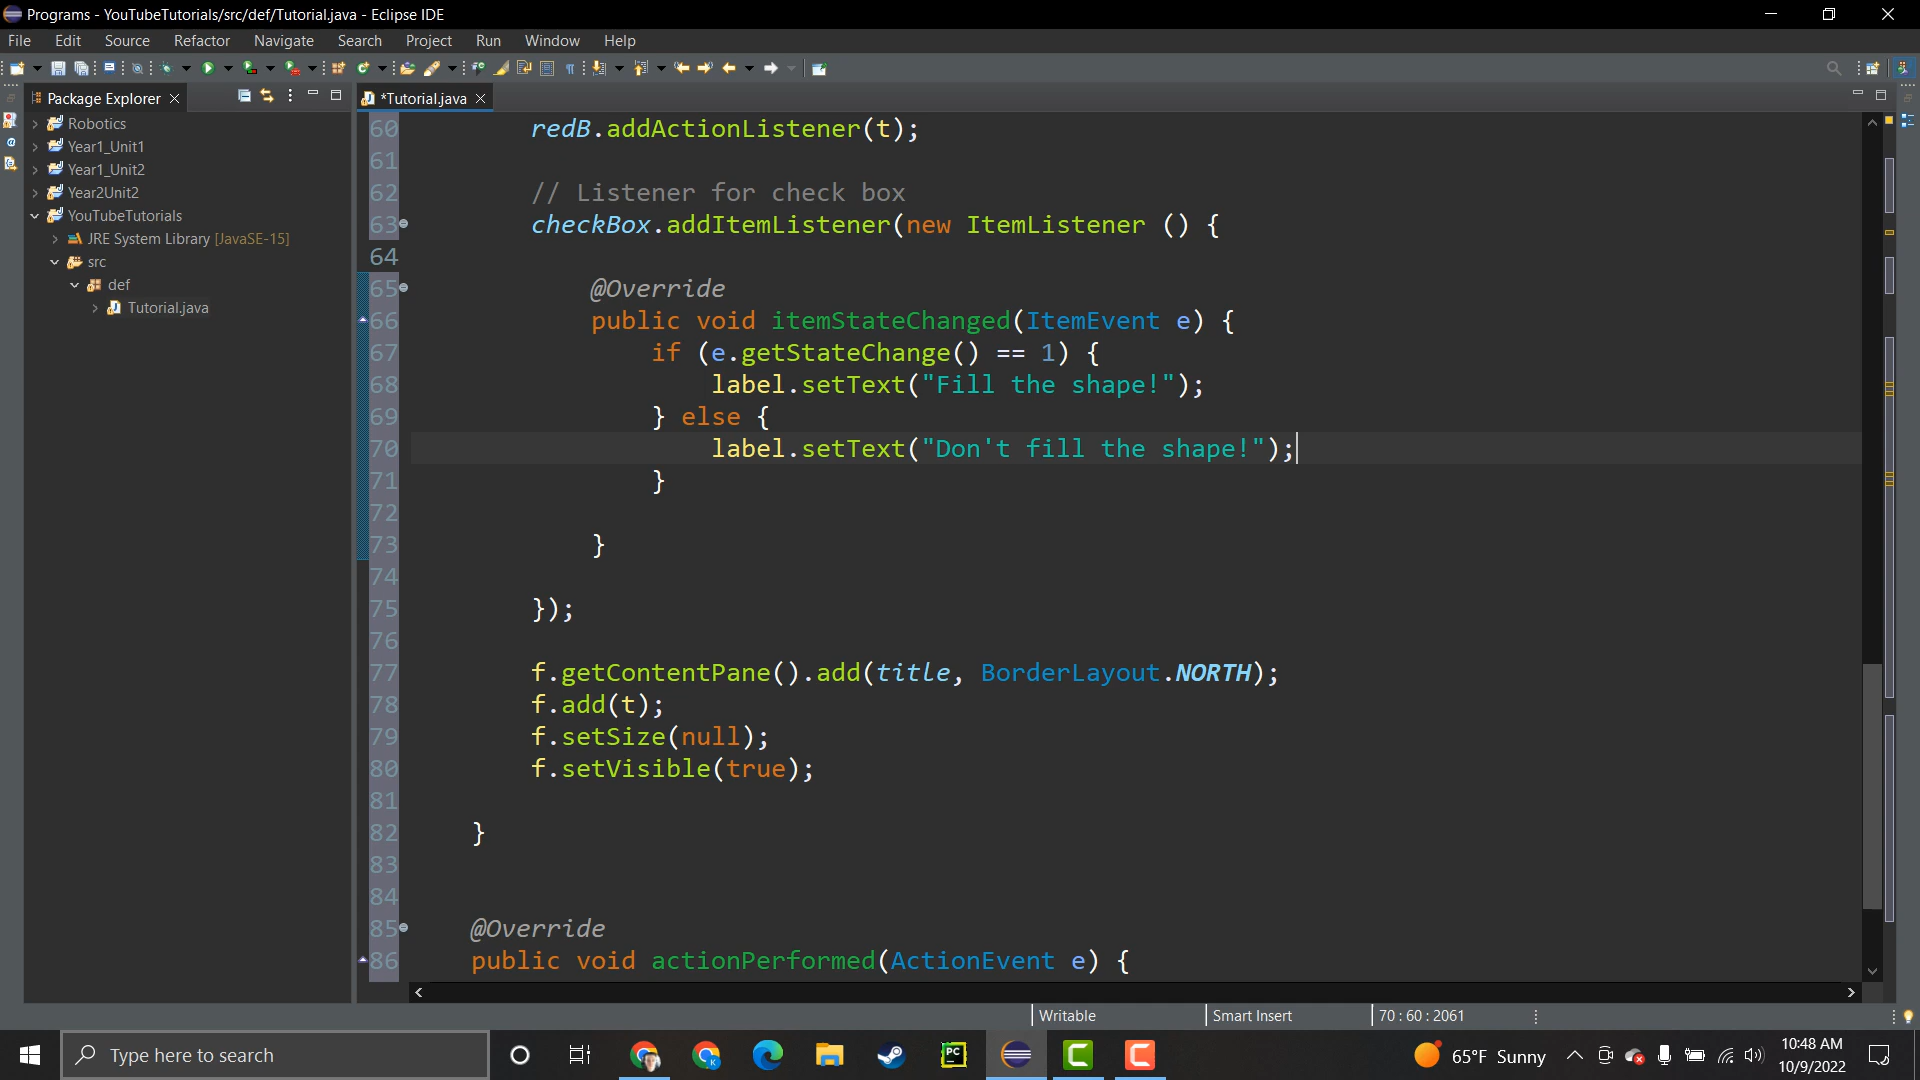 Programs - YouTubeTutorials/src/def/Tutorial.java - Eclipse IDE
File Edit Source Refactor Navigate Search Project Run Window Help
Package Explorer
*Tutorial.java
Robotics
Year1_Unit1
Year1_Unit2
Year2Unit2
YouTubeTutorials
JRE System Library [JavaSE-15]
src
def
Tutorial.java
60 redB.addActionListener(t);
61
62 // Listener for check box
63 checkBox.addItemListener(new ItemListener () {
64
65 @Override
66 public void itemStateChanged(ItemEvent e) {
67 if (e.getStateChange() == 1) {
68 label.setText("Fill the shape!");
69 } else {
70 label.setText("Don't fill the shape!");
71 }
72
73 }
74
75 });
76
77 f.getContentPane().add(title, BorderLayout.NORTH);
78 f.add(t);
79 f.setSize(null);
80 f.setVisible(true);
81
82 }
83
84
85 @Override
86 public void actionPerformed(ActionEvent e) {
Writable Smart Insert 70 : 60 : 2061
Type here to search
PC
65°F Sunny
10:48 AM
10/9/2022